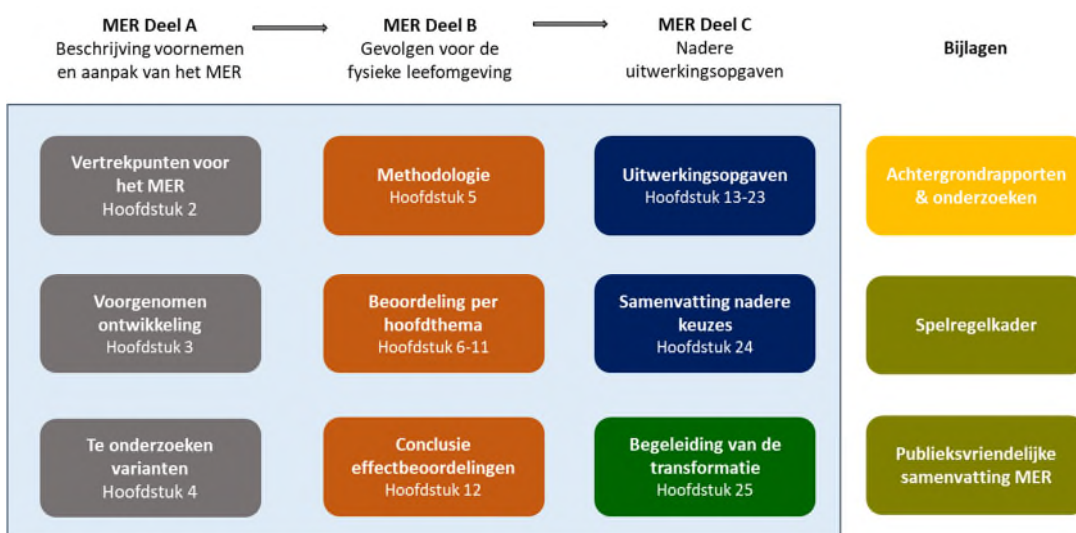 MER Deel A
Beschrijving voornemen
en aanpak van het MER
MER Deel B
Gevolgen voor de
fysieke leefomgeving
MER Deel C
Nadere
uitwerkingsopgaven
Bijlagen
Vertrekpunten voor
het MER
Hoofdstuk 2
Methodologie
Hoofdstuk 5
Uitwerkingsopgaven
Hoofdstuk 13-23
Achtergrondrapporten
& onderzoeken
Voorgenomen
ontwikkeling
Hoofdstuk 3
Beoordeling per
hoofdthema
Hoofdstuk 6-11
Samenvatting nadere
keuzes
Hoofdstuk 24
Spelregelkader
Te onderzoeken
varianten
Hoofdstuk 4
Conclusie
effectbeoordelingen
Hoofdstuk 12
Begeleiding van de
transformatie
Hoofdstuk 25
Publieksvriendelijke
samenvatting MER